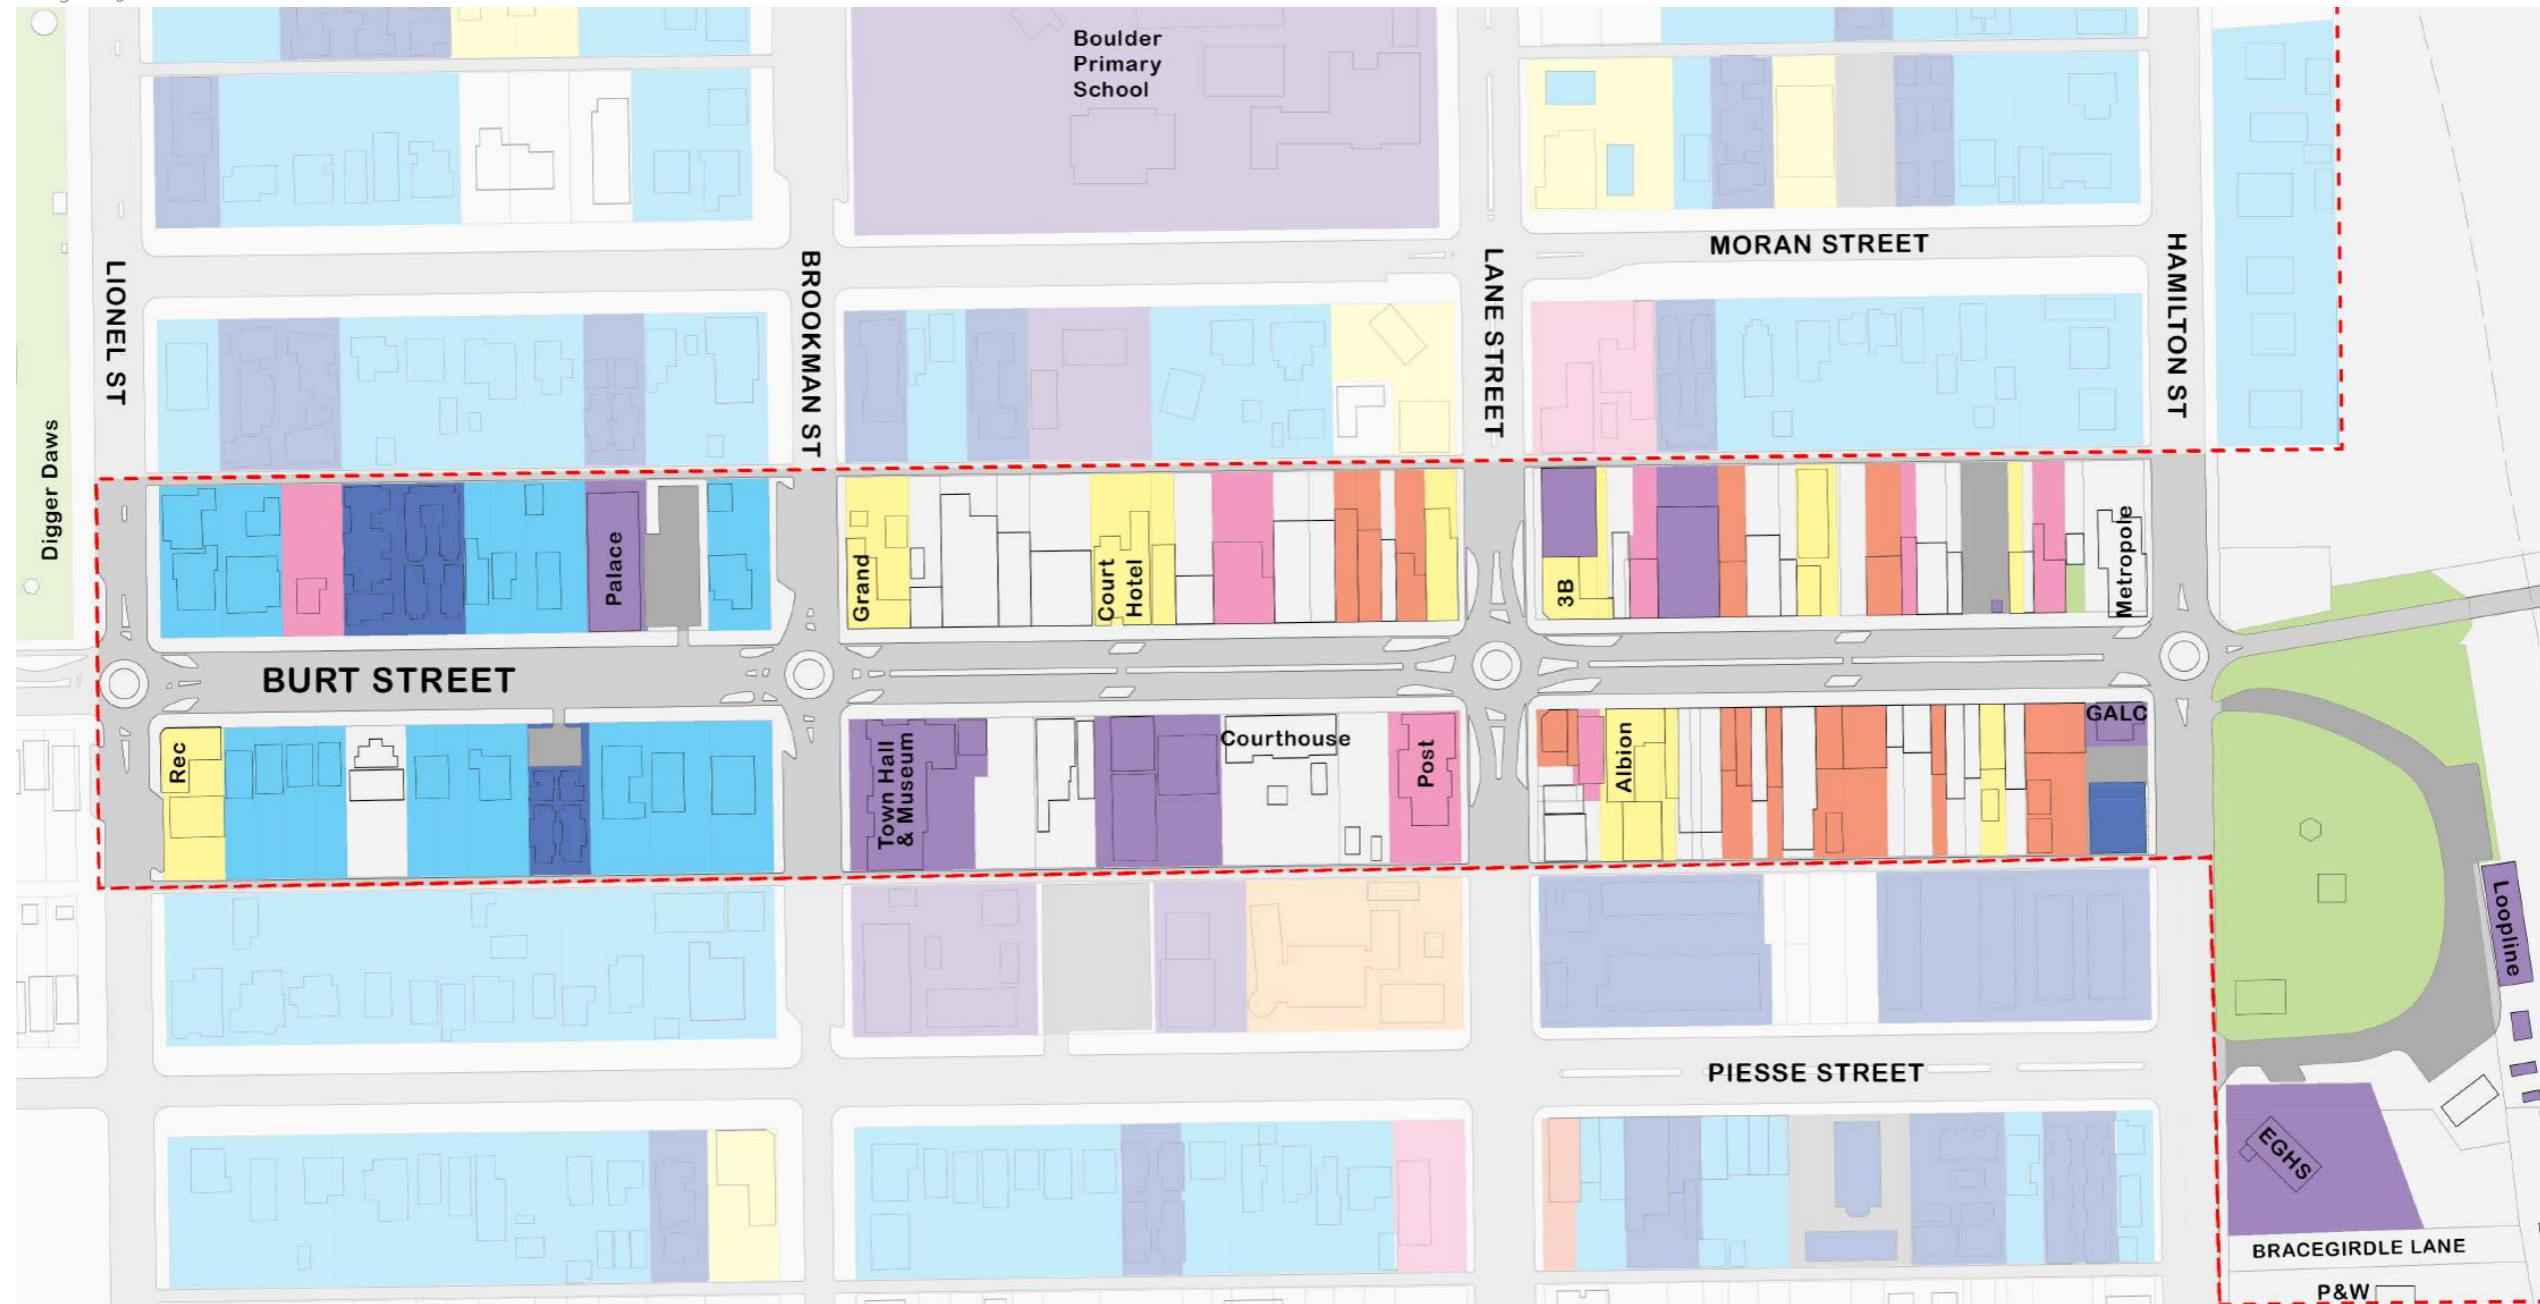 Boulder
Primary
School
MORAN STREET
LIONEL ST
BROOKMAN ST
LANE STREET
HAMILTON ST
Digger Daws
Palace
Grand
Court
Hotel
3B
Metropole
BURT STREET
Rec
Town Hall
& Museum
Courthouse
Post
Albion
GALC
Loopline
PIESSE STREET
EGHS
BRACEGIRDLE LANE
P&W